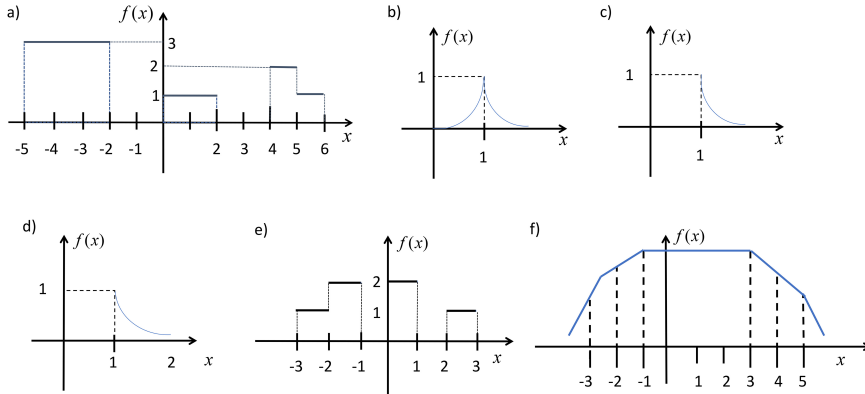 a)
f(x)
3
2
1
-5 -4 -3 -2 -1 2 4 5 6
x
b)
f(x)
1
1
x
c)
f(x)
1
1
x
d)
f(x)
1
1 2 x
e)
f(x)
2
1
-3 -2 -1 1 2 3
x
f)
f(x)
x
-3 -2 -1 1 2 3 4 5